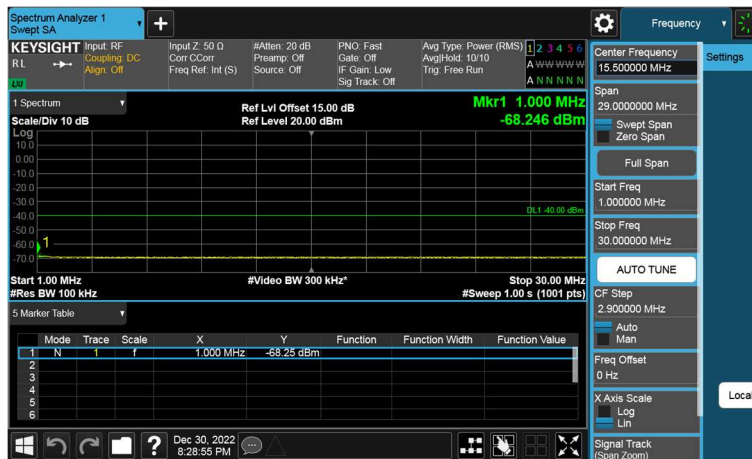 Spectrum Analyzer 1
Swept SA
Frequency
KEYSIGHT
RL
LXI
Input: RF
Coupling: DC
Align: Off
Input Z: 50 Ω
Corr CCorr
Freq Ref: Int (S)
#Atten: 20 dB
Preamp: Off
Source: Off
PNO: Fast
Gate: Off
IF Gain: Low
Sig Track: Off
Avg Type: Power (RMS)
Avg|Hold: 10/10
Trig: Free Run
1 2 3 4 5 6
A W W W W W
A N N N N N
1 Spectrum
Scale/Div 10 dB
Ref Lvl Offset 15.00 dB
Ref Level 20.00 dBm
Mkr1 1.000 MHz
-68.246 dBm
Log
10.0
0.00
-10.0
-20.0
-30.0
-40.0
-50.0
-60.0
-70.0
DL1 -40.00 dBm
1
Start 1.00 MHz
#Video BW 300 kHz*
Stop 30.00 MHz
#Res BW 100 kHz
#Sweep 1.00 s (1001 pts)
5 Marker Table
Mode Trace Scale X Y Function Function Width Function Value
1 N 1 f 1.000 MHz -68.25 dBm
2
3
4
5
6
Dec 30, 2022
8:28:55 PM
Center Frequency
15.500000 MHz
Settings
Span
29.0000000 MHz
Swept Span
Zero Span
Full Span
Start Freq
1.000000 MHz
Stop Freq
30.000000 MHz
AUTO TUNE
CF Step
2.900000 MHz
Auto
Man
Freq Offset
0 Hz
X Axis Scale
Log
Lin
Local
Signal Track
(Span Zoom)